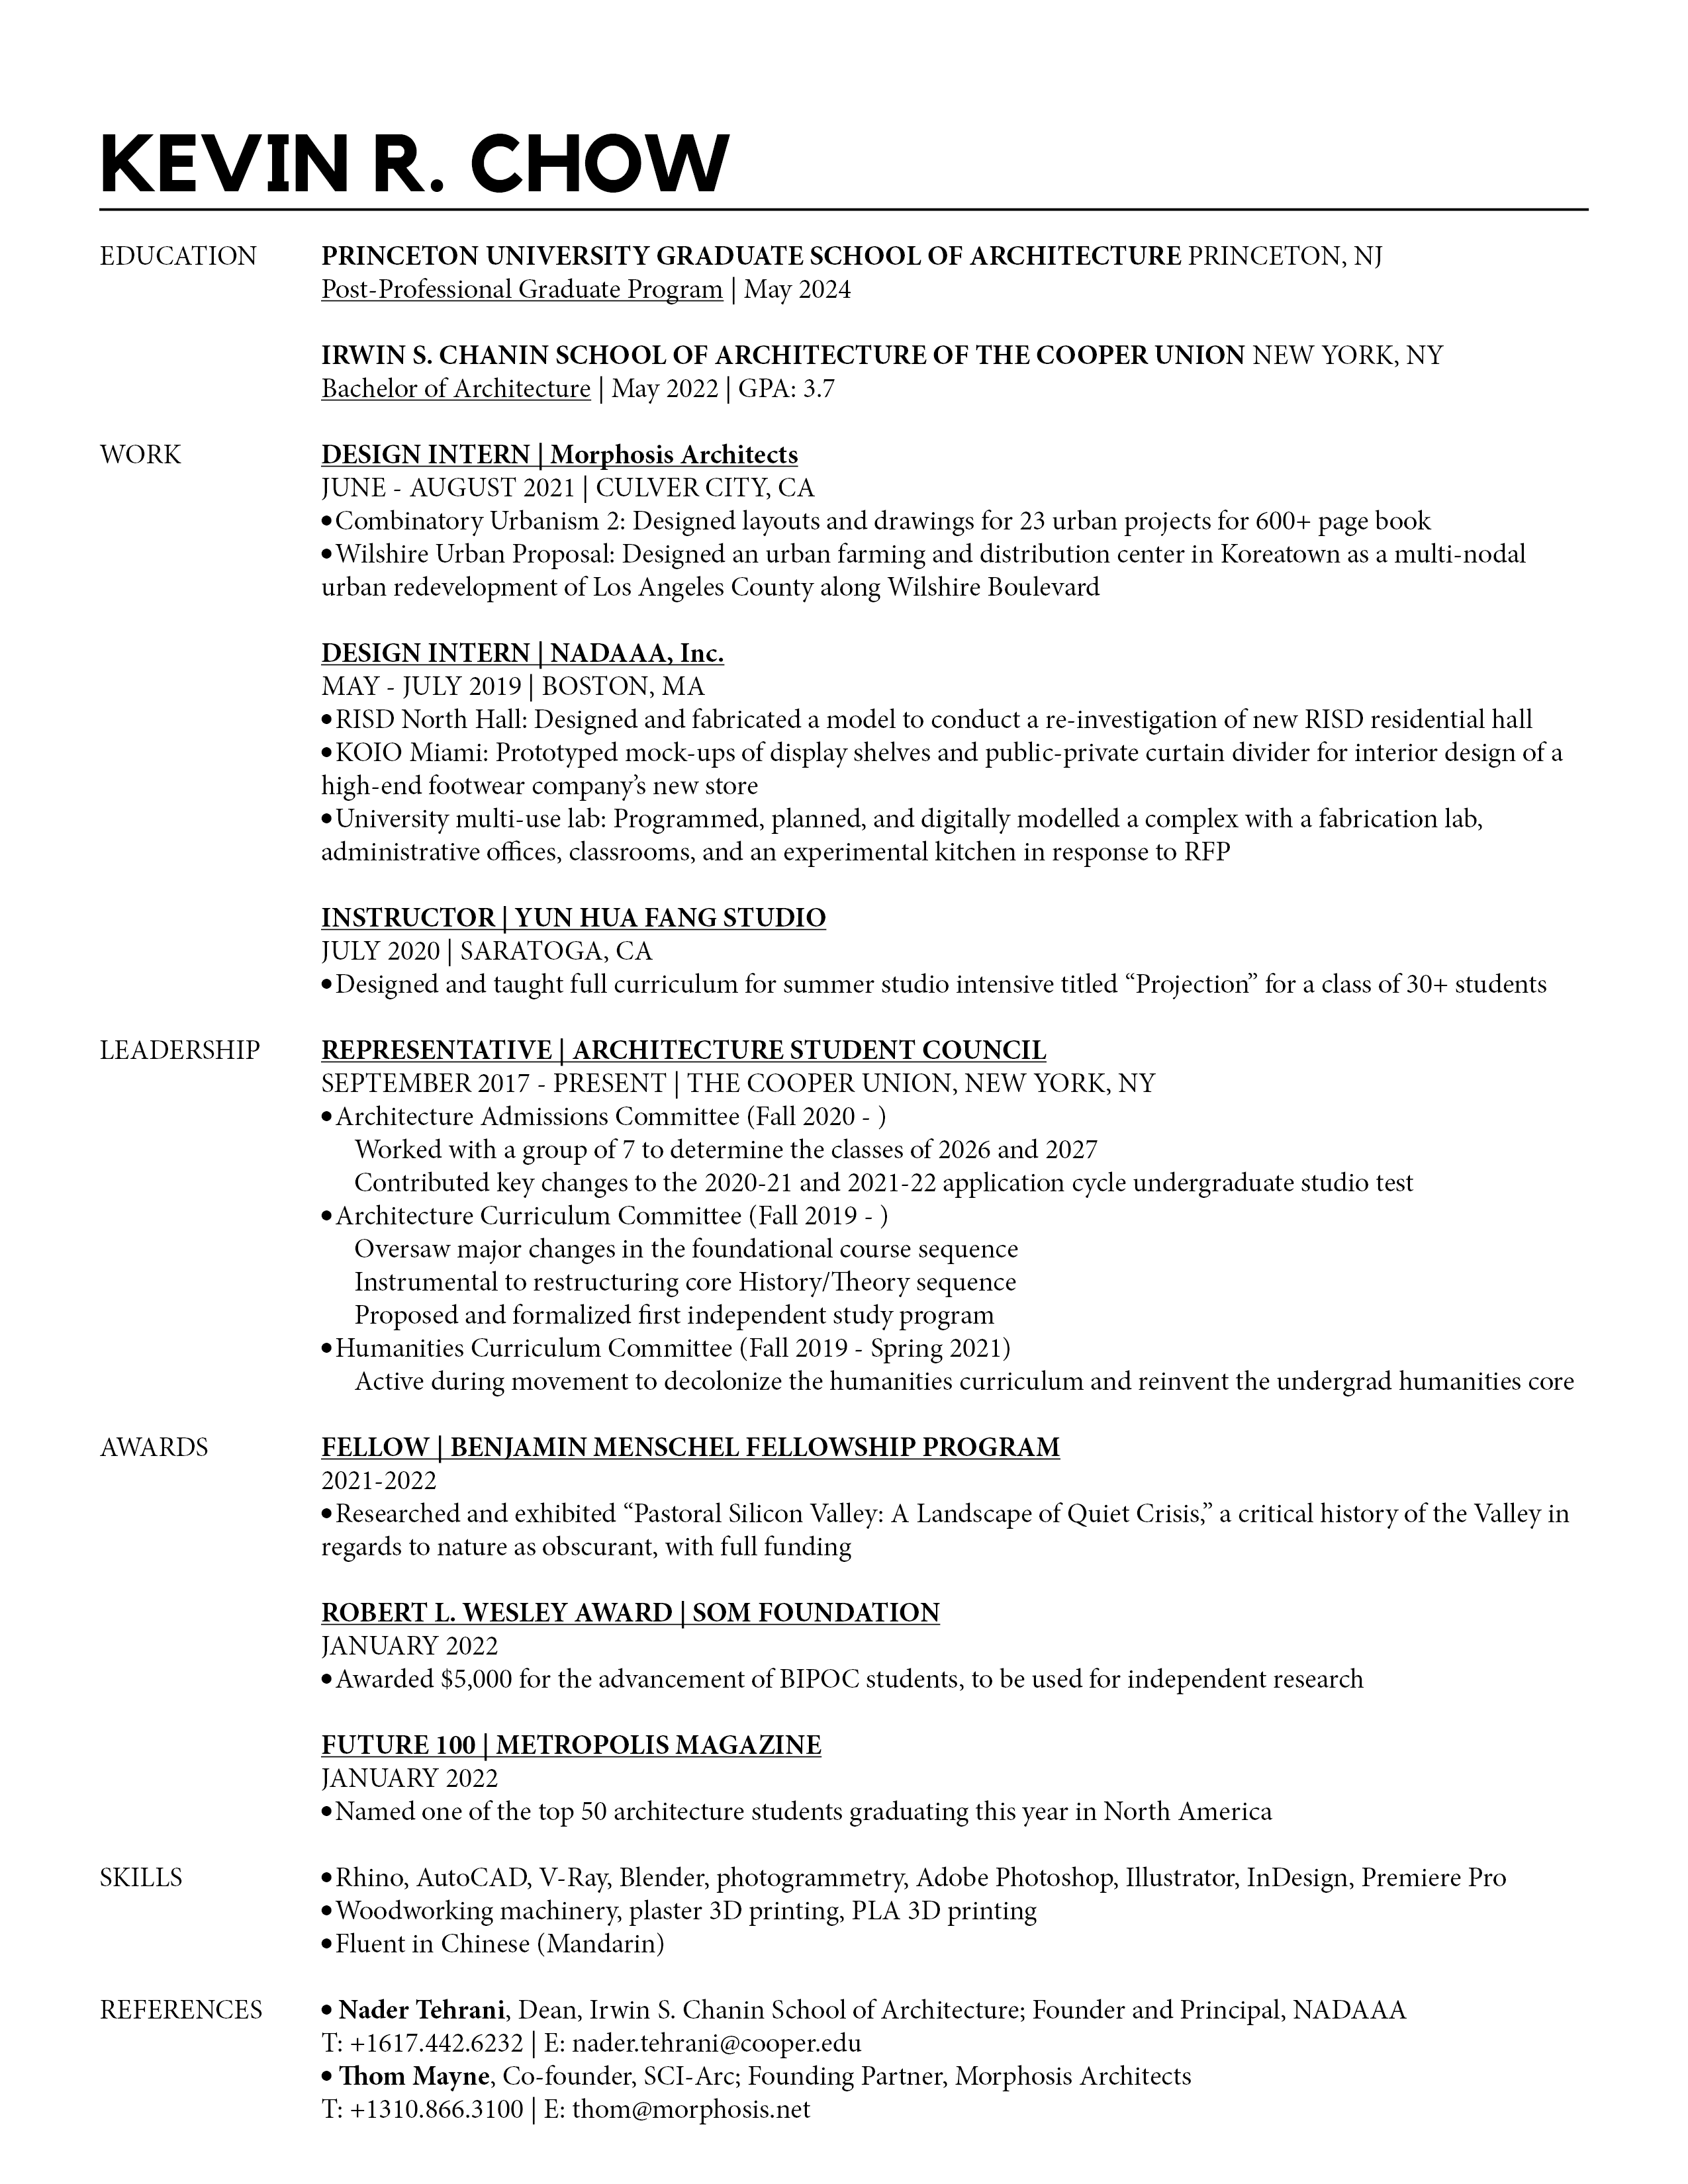 KEVIN R. CHOW
EDUCATION
PRINCETON UNIVERSITY GRADUATE SCHOOL OF ARCHITECTURE PRINCETON, NJ
Post-Professional Graduate Program | May 2024
IRWIN S. CHANIN SCHOOL OF ARCHITECTURE OF THE COOPER UNION NEW YORK, NY
Bachelor of Architecture | May 2022 | GPA: 3.7
WORK
DESIGN INTERN | Morphosis Architects
JUNE - AUGUST 2021 | CULVER CITY, CA
•Combinatory Urbanism 2: Designed layouts and drawings for 23 urban projects for 600+ page book
•Wilshire Urban Proposal: Designed an urban farming and distribution center in Koreatown as a multi-nodal
urban redevelopment of Los Angeles County along Wilshire Boulevard
DESIGN INTERN | NADAAA, Inc.
MAY - JULY 2019 | BOSTON, MA
•RISD North Hall: Designed and fabricated a model to conduct a re-investigation of new RISD residential hall
•KOIO Miami: Prototyped mock-ups of display shelves and public-private curtain divider for interior design of a
high-end footwear company’s new store
•University multi-use lab: Programmed, planned, and digitally modelled a complex with a fabrication lab,
administrative offices, classrooms, and an experimental kitchen in response to RFP
INSTRUCTOR | YUN HUA FANG STUDIO
JULY 2020 | SARATOGA, CA
•Designed and taught full curriculum for summer studio intensive titled “Projection” for a class of 30+ students
LEADERSHIP
REPRESENTATIVE | ARCHITECTURE STUDENT COUNCIL
SEPTEMBER 2017 - PRESENT | THE COOPER UNION, NEW YORK, NY
•Architecture Admissions Committee (Fall 2020 - )
Worked with a group of 7 to determine the classes of 2026 and 2027
Contributed key changes to the 2020-21 and 2021-22 application cycle undergraduate studio test
•Architecture Curriculum Committee (Fall 2019 - )
Oversaw major changes in the foundational course sequence
Instrumental to restructuring core History/Theory sequence
Proposed and formalized first independent study program
•Humanities Curriculum Committee (Fall 2019 - Spring 2021)
Active during movement to decolonize the humanities curriculum and reinvent the undergrad humanities core
AWARDS
FELLOW | BENJAMIN MENSCHEL FELLOWSHIP PROGRAM
2021-2022
•Researched and exhibited “Pastoral Silicon Valley: A Landscape of Quiet Crisis,” a critical history of the Valley in
regards to nature as obscurant, with full funding
ROBERT L. WESLEY AWARD | SOM FOUNDATION
JANUARY 2022
•Awarded $5,000 for the advancement of BIPOC students, to be used for independent research
FUTURE 100 | METROPOLIS MAGAZINE
JANUARY 2022
•Named one of the top 50 architecture students graduating this year in North America
SKILLS
•Rhino, AutoCAD, V-Ray, Blender, photogrammetry, Adobe Photoshop, Illustrator, InDesign, Premiere Pro
•Woodworking machinery, plaster 3D printing, PLA 3D printing
•Fluent in Chinese (Mandarin)
REFERENCES
• Nader Tehrani, Dean, Irwin S. Chanin School of Architecture; Founder and Principal, NADAAA
T: +1617.442.6232 | E: nader.tehrani@cooper.edu
• Thom Mayne, Co-founder, SCI-Arc; Founding Partner, Morphosis Architects
T: +1310.866.3100 | E: thom@morphosis.net